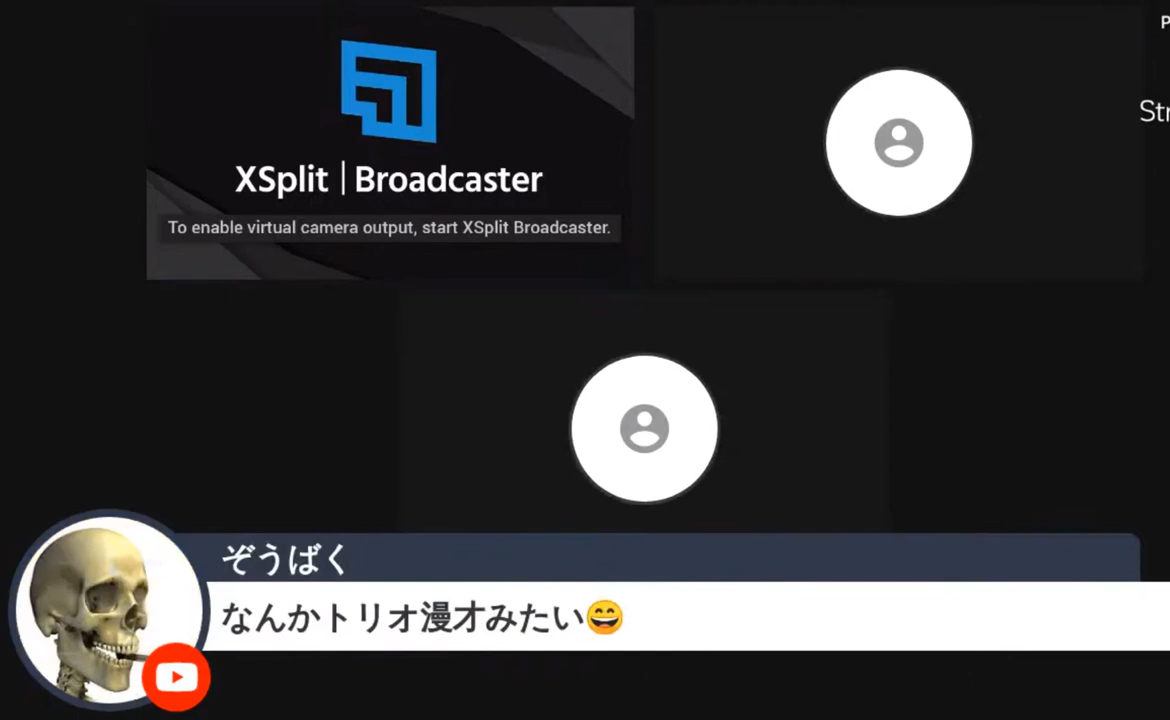 XSplit | Broadcaster
To enable virtual camera output, start XSplit Broadcaster.
P
Str
ぞうばく
なんかトリオ漫才みたい😄